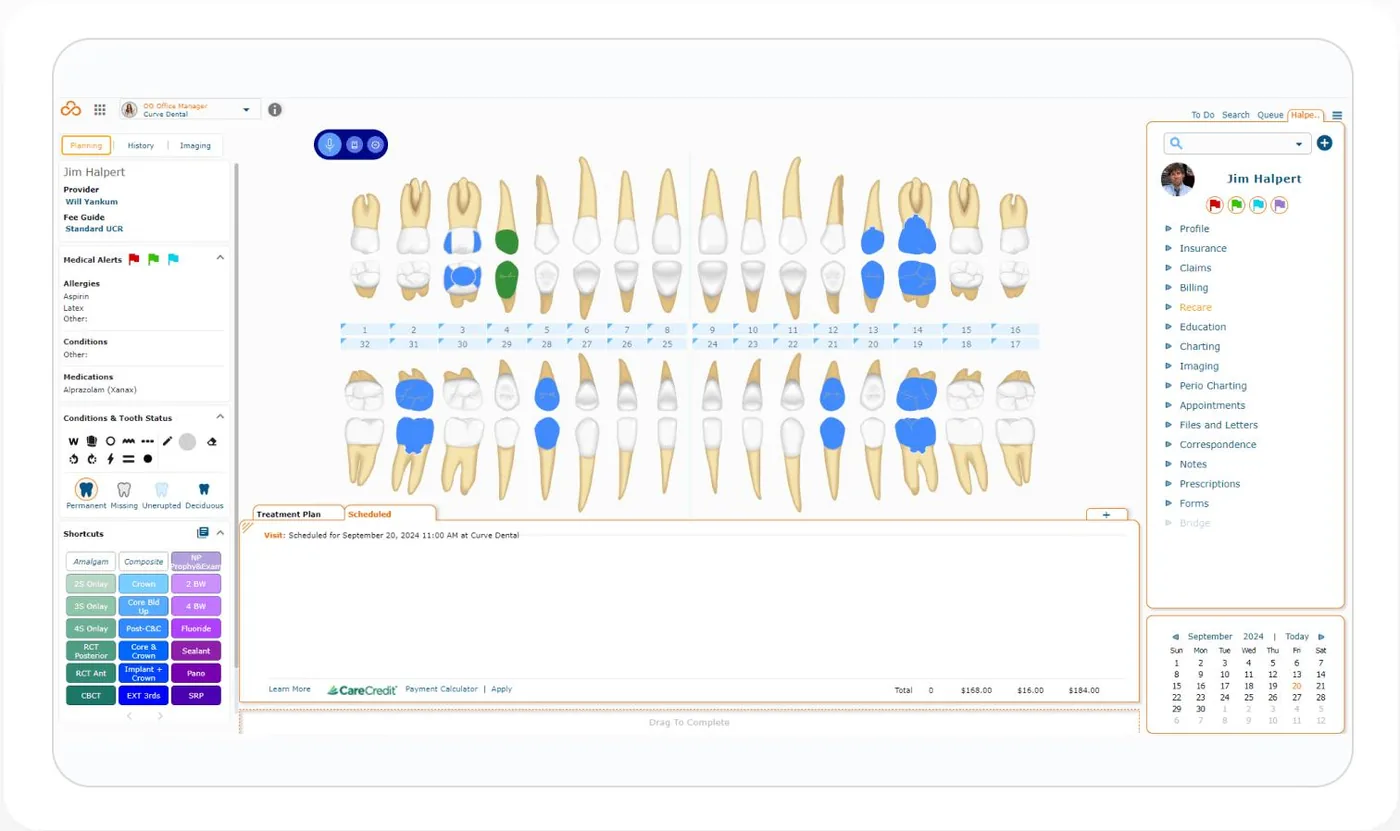 OO Office Manager
Curve Dental
To Do Search Queue Halpe..
Planning History Imaging
Jim Halpert
Provider
Will Yankum
Fee Guide
Standard UCR
Medical Alerts
Allergies
Aspirin
Latex
Other:
Conditions
Other:
Medications
Alprazolam (Xanax)
Conditions & Tooth Status
W
Permanent Missing Unerupted Deciduous
Shortcuts
Amalgam Composite NP Prophy&Exam
2S Onlay Crown 2 BW
3S Onlay Core Bld Up 4 BW
4S Onlay Post-C&C Fluoride
RCT Posterior Core & Crown Sealant
RCT Ant Implant + Crown Pano
CBCT EXT 3rds SRP
1 2 3 4 5 6 7 8 9 10 11 12 13 14 15 16
32 31 30 29 28 27 26 25 24 23 22 21 20 19 18 17
Treatment Plan Scheduled +
Visit: Scheduled for September 20, 2024 11:00 AM at Curve Dental
Learn More CareCredit Payment Calculator | Apply Total 0 $168.00 $16.00 $184.00
Drag To Complete
Jim Halpert
Profile
Insurance
Claims
Billing
Recare
Education
Charting
Imaging
Perio Charting
Appointments
Files and Letters
Correspondence
Notes
Prescriptions
Forms
Bridge
September 2024 | Today
Sun Mon Tue Wed Thu Fri Sat
1 2 3 4 5 6 7
8 9 10 11 12 13 14
15 16 17 18 19 20 21
22 23 24 25 26 27 28
29 30 1 2 3 4 5
6 7 8 9 10 11 12